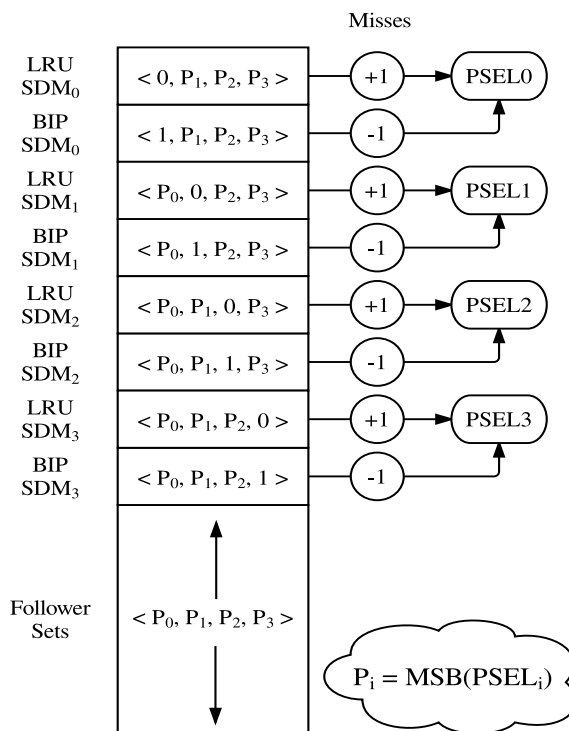 Misses
LRU
SDM₀
< 0, P₁, P₂, P₃ >
+1
PSEL0
BIP
SDM₀
< 1, P₁, P₂, P₃ >
-1
LRU
SDM₁
< P₀, 0, P₂, P₃ >
+1
PSEL1
BIP
SDM₁
< P₀, 1, P₂, P₃ >
-1
LRU
SDM₂
< P₀, P₁, 0, P₃ >
+1
PSEL2
BIP
SDM₂
< P₀, P₁, 1, P₃ >
-1
LRU
SDM₃
< P₀, P₁, P₂, 0 >
+1
PSEL3
BIP
SDM₃
< P₀, P₁, P₂, 1 >
-1
Follower
Sets
< P₀, P₁, P₂, P₃ >
Pᵢ = MSB(PSELᵢ)